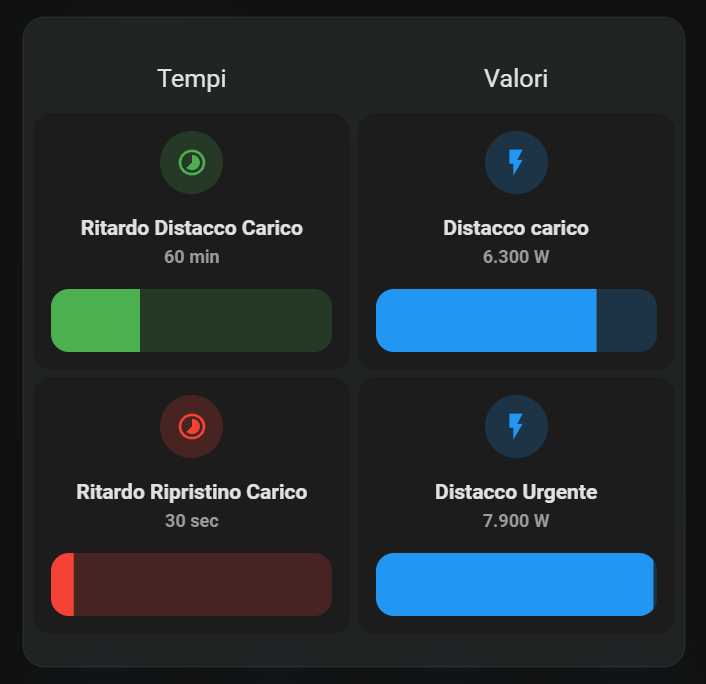 Tempi
Valori
Ritardo Distacco Carico
60 min
Distacco carico
6.300 W
Ritardo Ripristino Carico
30 sec
Distacco Urgente
7.900 W